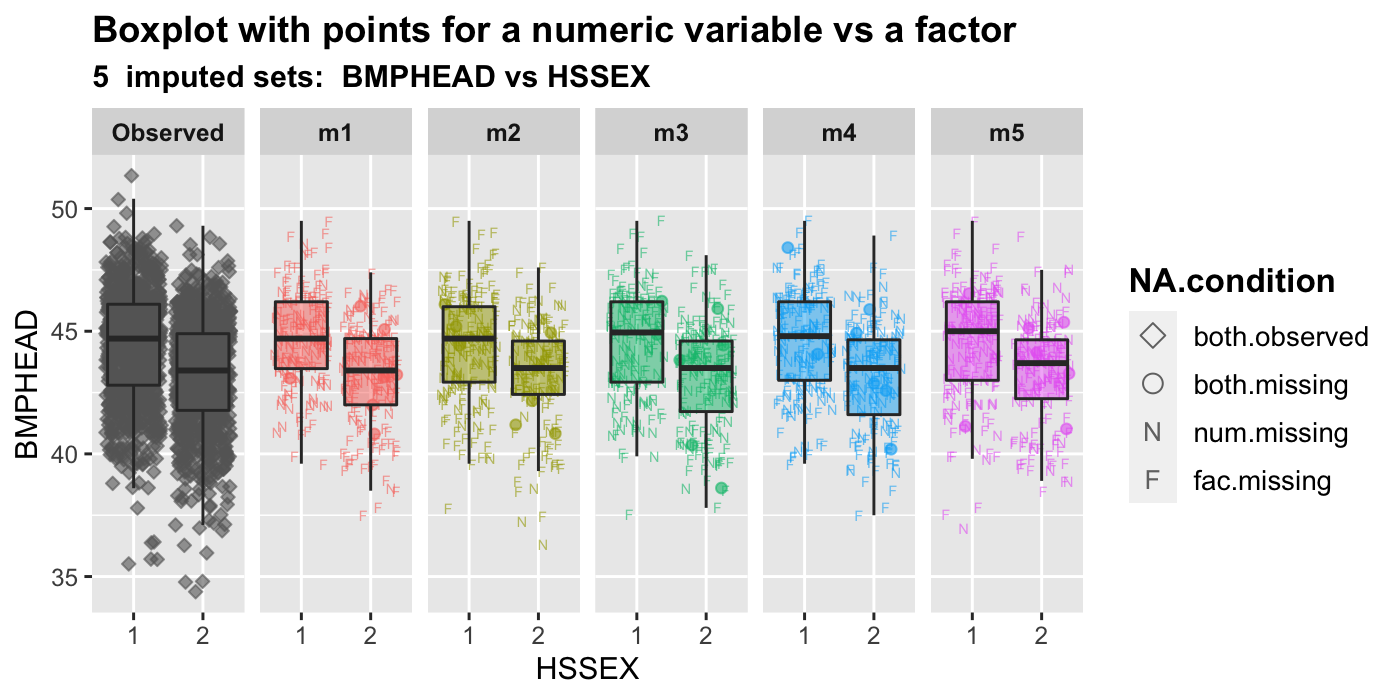 Boxplot with points for a numeric variable vs a factor
5  imputed sets:  BMPHEAD vs HSSEX
Observed m1 m2 m3 m4 m5
BMPHEAD
50
45
40
35
1 2 1 2 1 2 1 2 1 2 1 2
HSSEX
NA.condition
both.observed
both.missing
N num.missing
F fac.missing